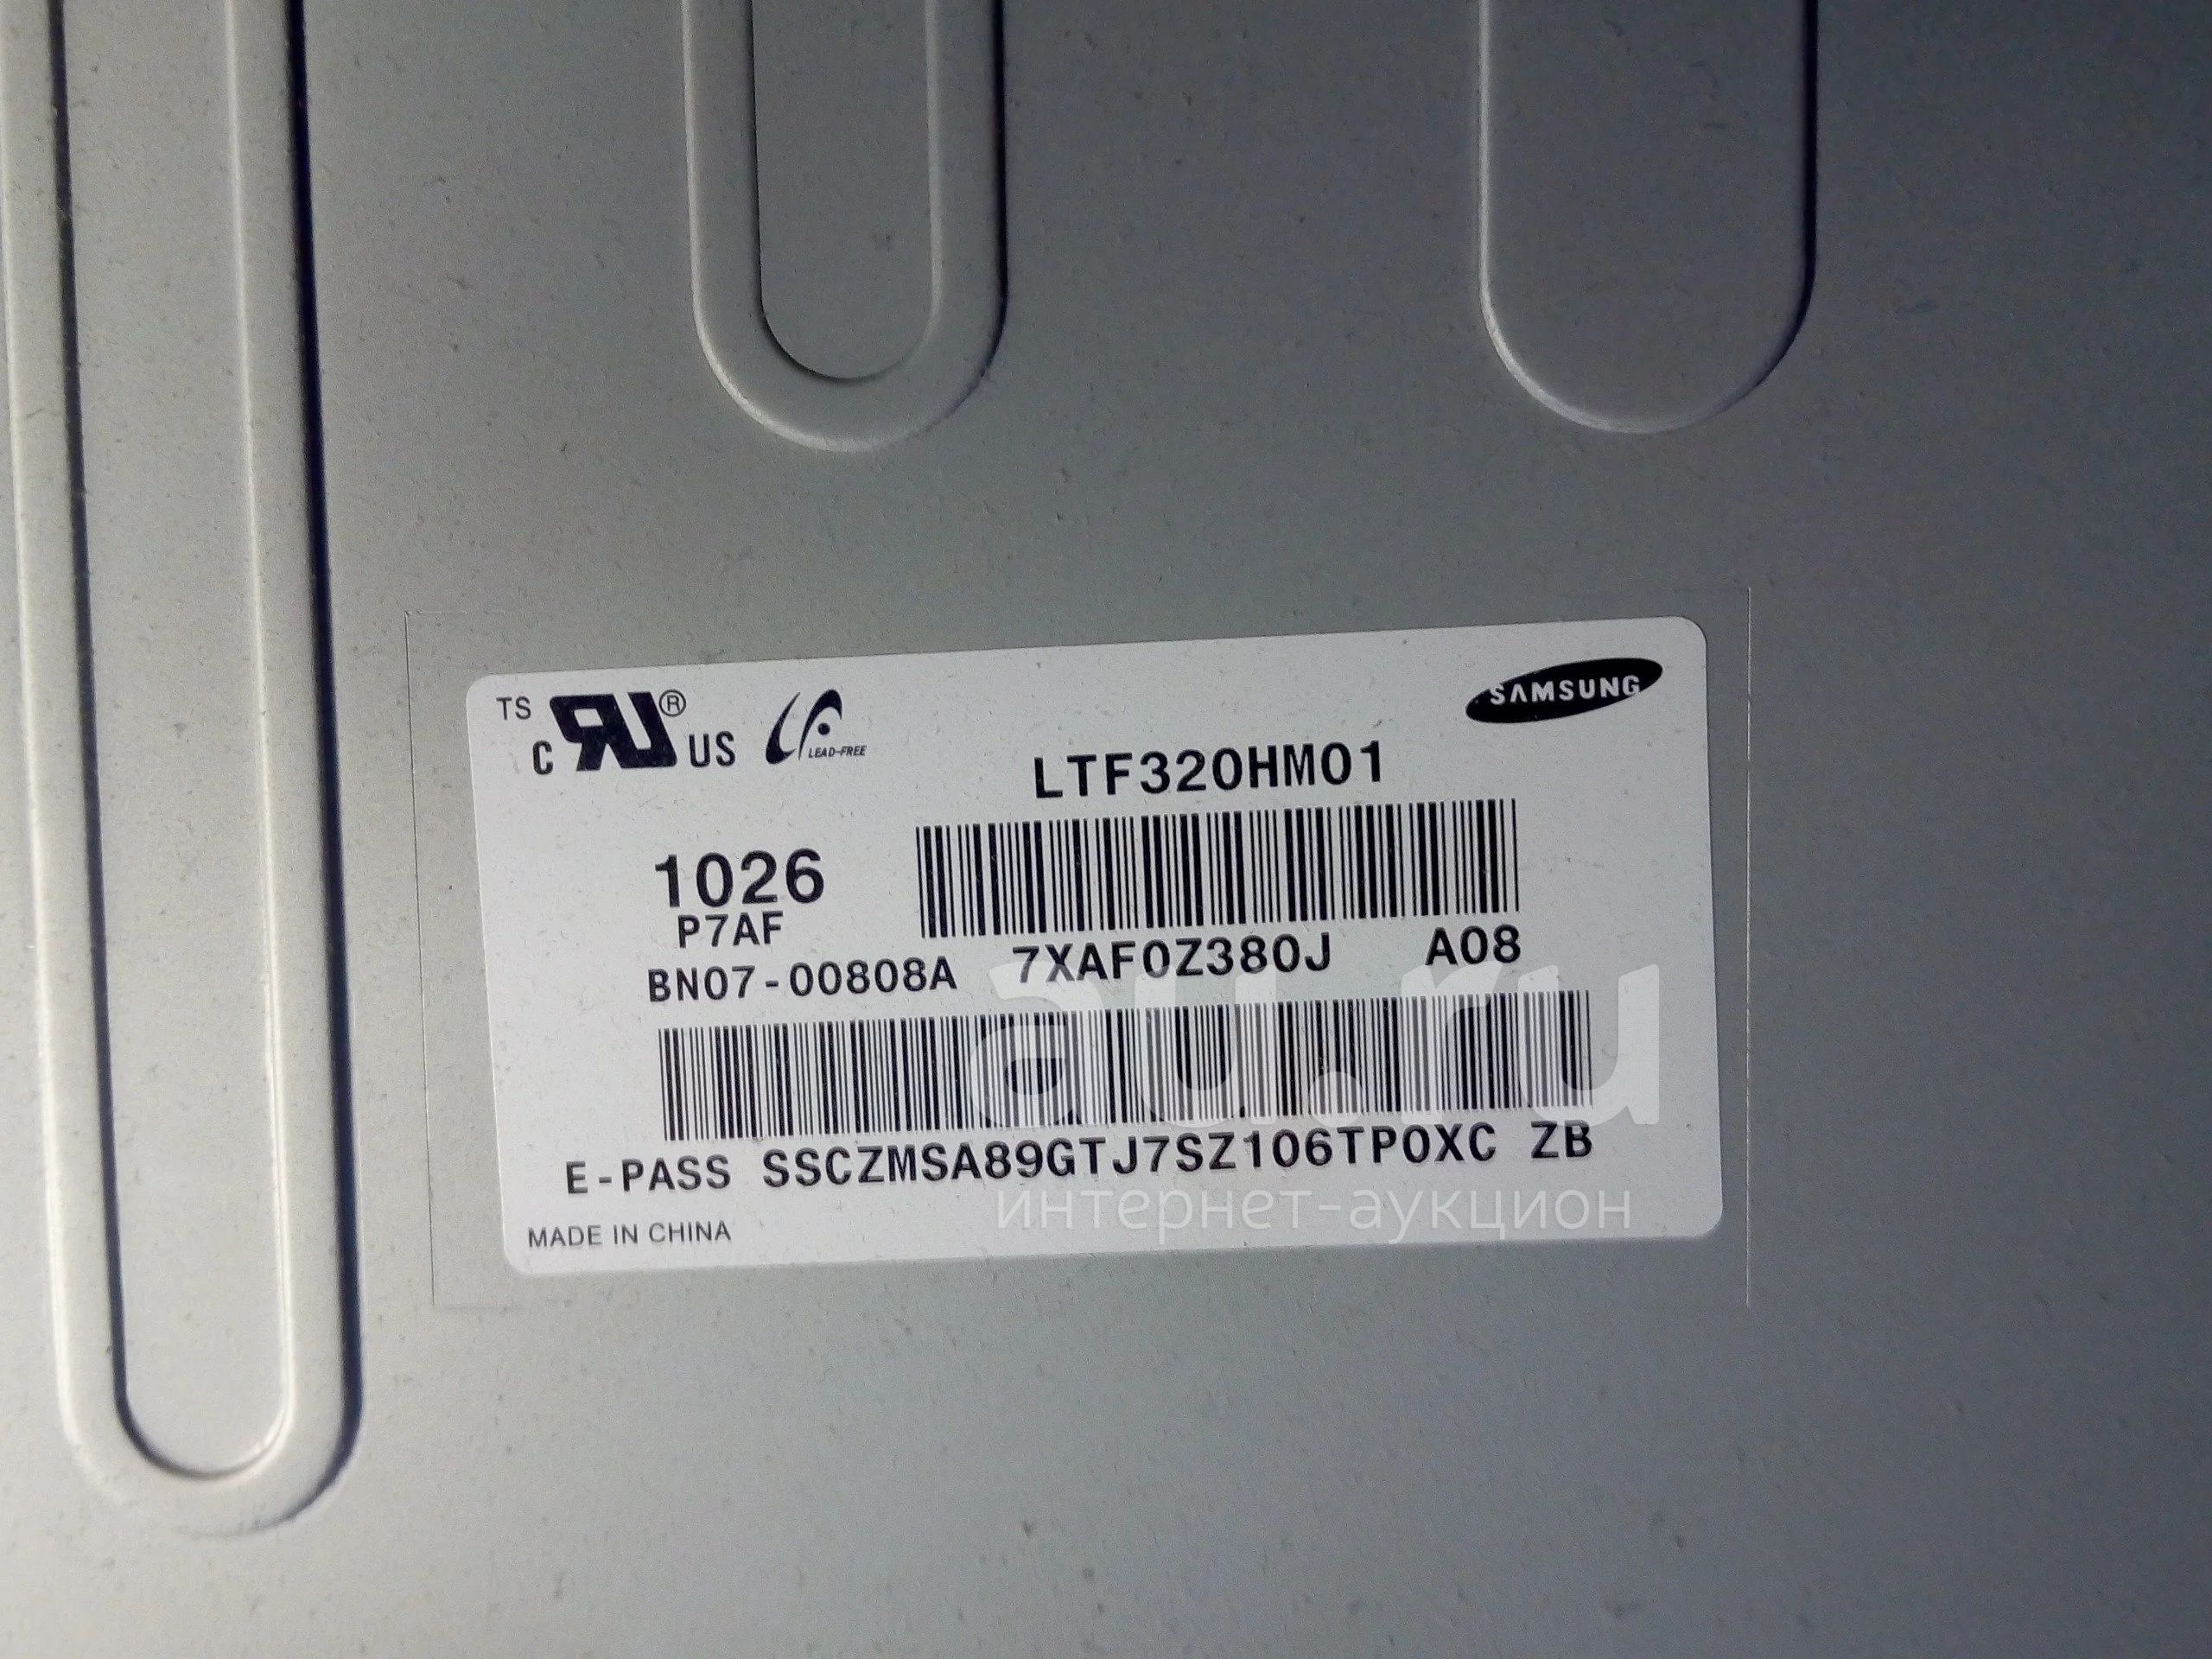 TS
C RU® US
LEAD-FREE
SAMSUNG
LTF320HM01
1026
P7AF
BN07-00808A 7XAF0Z380J A08
E-PASS SSCZMSA89GTJ7SZ106TP0XC ZB
MADE IN CHINA
au.ru
интернет-аукцион